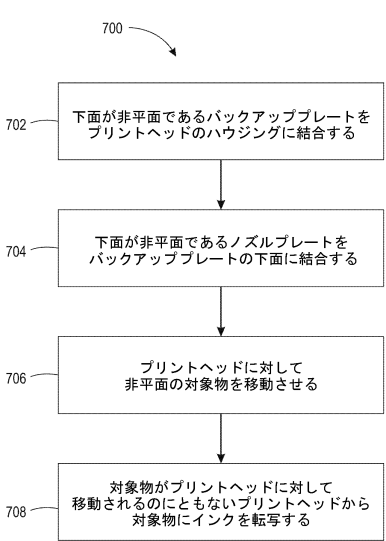 700
702
下面が非平面であるバックアッププレートを
プリントヘッドのハウジングに結合する
704
下面が非平面であるノズルプレートを
バックアッププレートの下面に結合する
706
プリントヘッドに対して
非平面の対象物を移動させる
708
対象物がプリントヘッドに対して
移動されるのにともないプリントヘッドから
対象物にインクを転写する